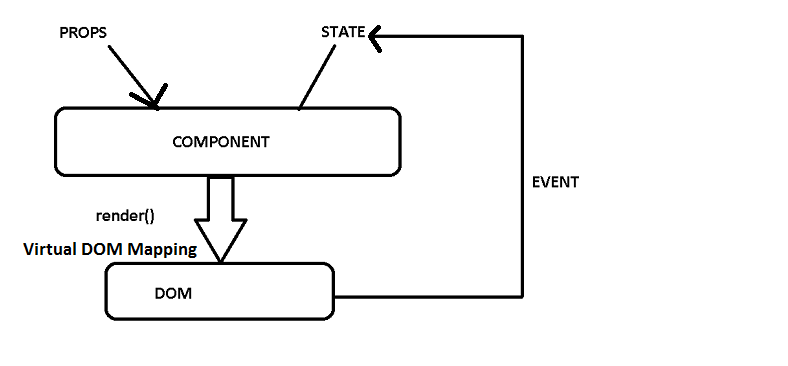 PROPS
STATE
COMPONENT
EVENT
render()
Virtual DOM Mapping
DOM